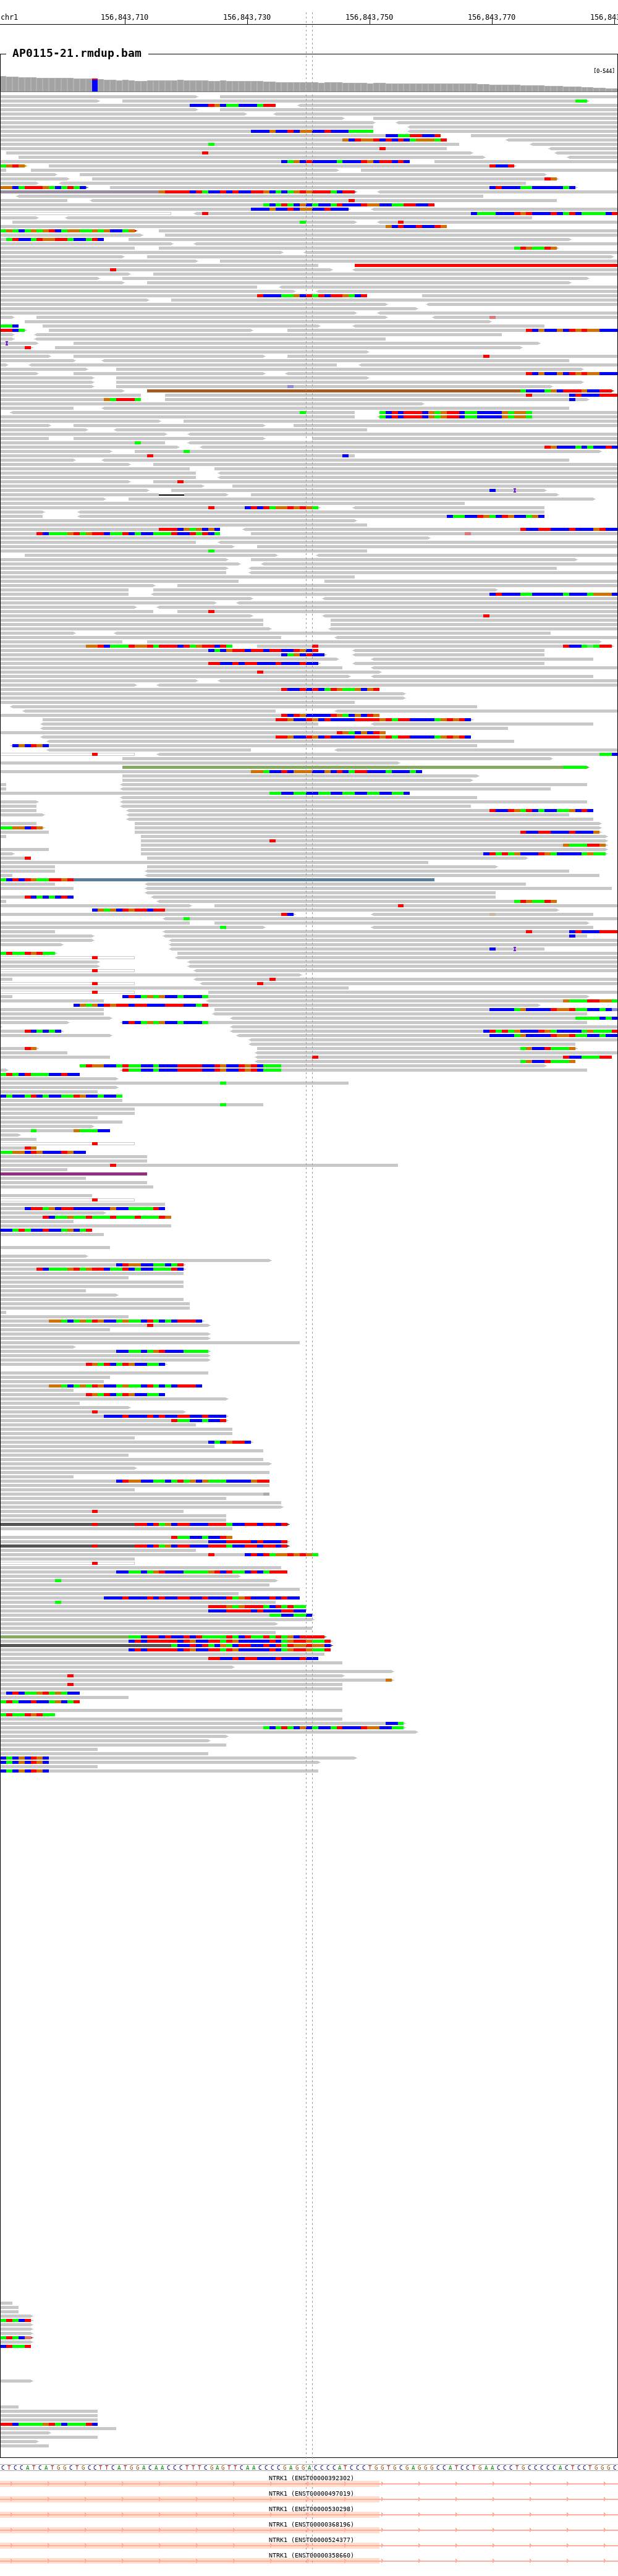 chr1 156,843,710 156,843,730 156,843,750 156,843,770 156,843
AP0115-21.rmdup.bam
[0-544]
CTCCATCATGGCTGCCTTCATGGACAACCCTTTCGAGTTCAACCCCGAGGACCCCATCCCTGGTGCGAGGGCCATCCTGAACCCTGCCCCCACTCCTGGGC
NTRK1 (ENST00000392302)
NTRK1 (ENST00000497019)
NTRK1 (ENST00000530298)
NTRK1 (ENST00000368196)
NTRK1 (ENST00000524377)
NTRK1 (ENST00000358660)